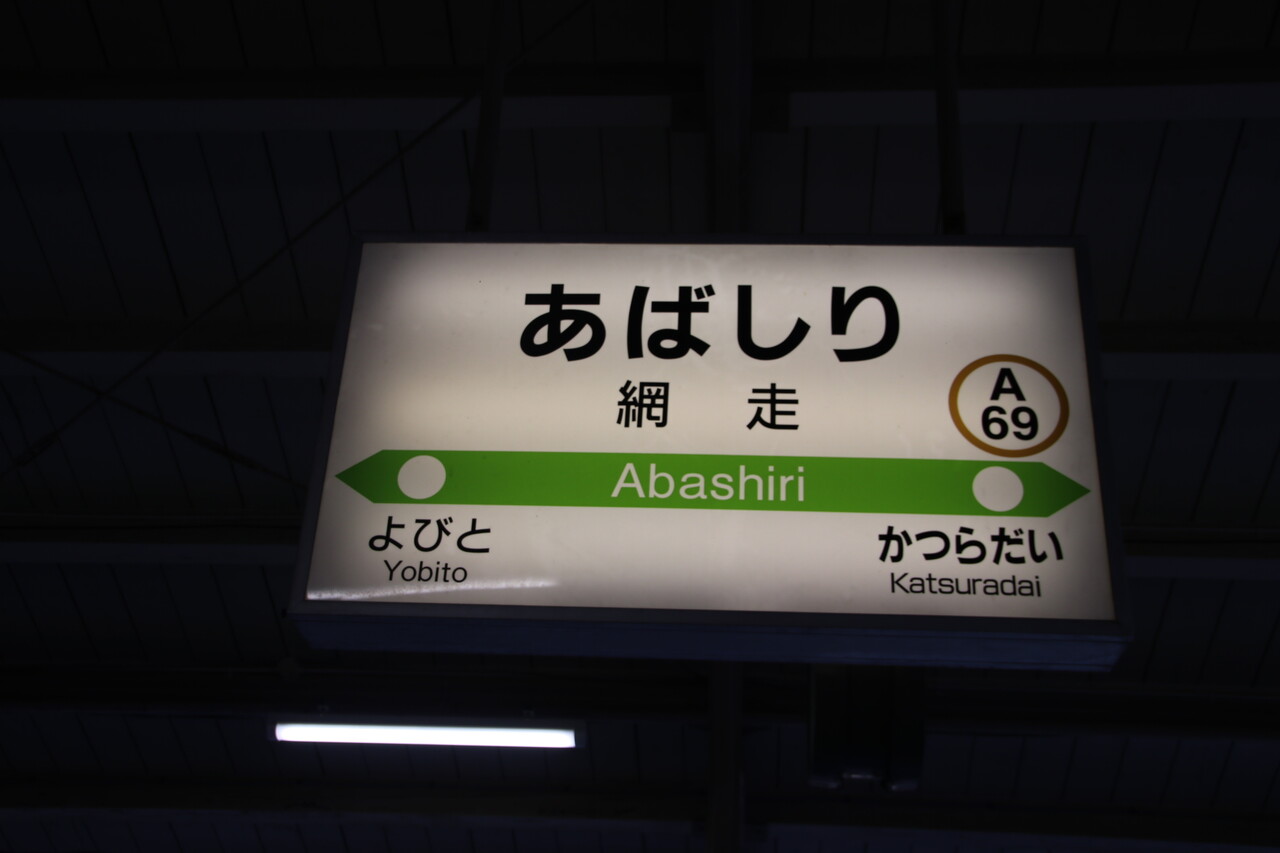 あばしり
網走
A
69
Abashiri
よびと
Yobito
かつらだい
Katsuradai